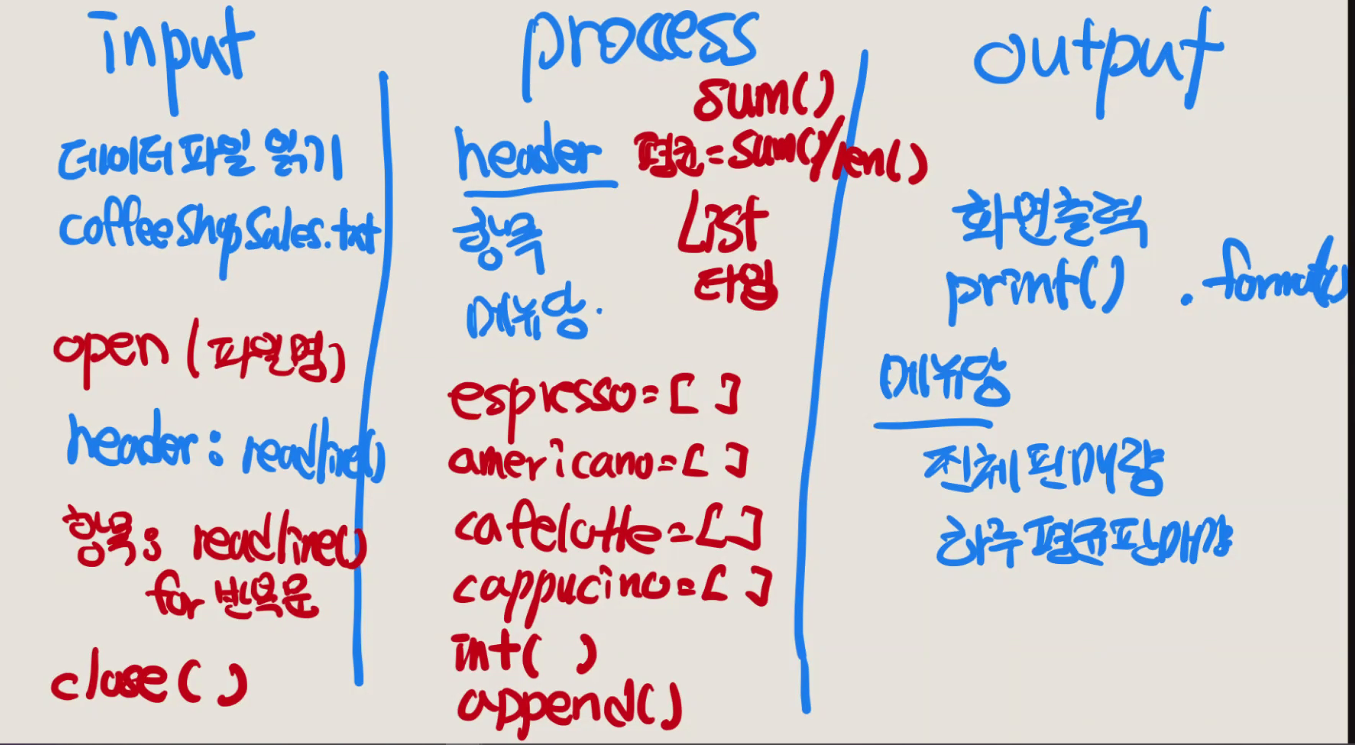 input
데이터 파일 읽기
coffeeShopSales.txt
open (파일명)
header : readline()
항목 : readline()
for 반복문
close ( )
process
sum()
header
평균=sum()/len()
항목
List
타입
메뉴당.
espresso=[ ]
americano=[ ]
cafelatte=[ ]
cappucino=[ ]
int( )
append()
output
화면출력
print() .format()
메뉴당
전체판매량
하루평균판매량